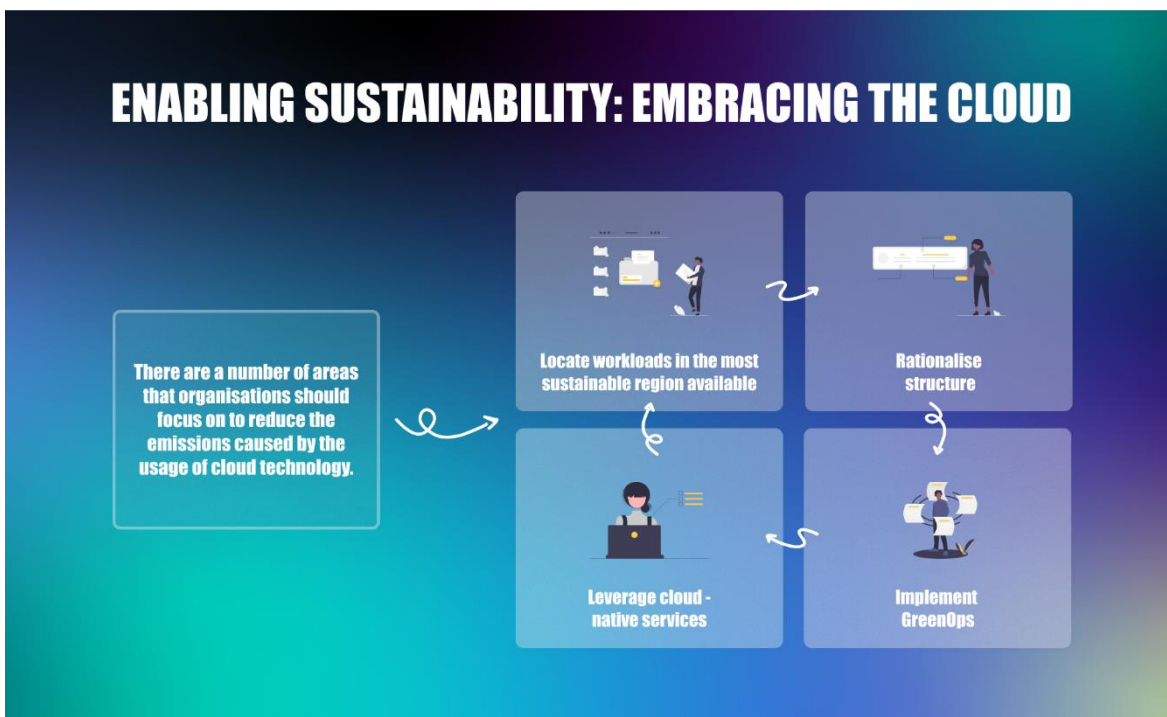 ENABLING SUSTAINABILITY: EMBRACING THE CLOUD
There are a number of areas
that organisations should
focus on to reduce the
emissions caused by the
usage of cloud technology.
Locate workloads in the most
sustainable region available
Rationalise
structure
Implement
GreenOps
Leverage cloud -
native services